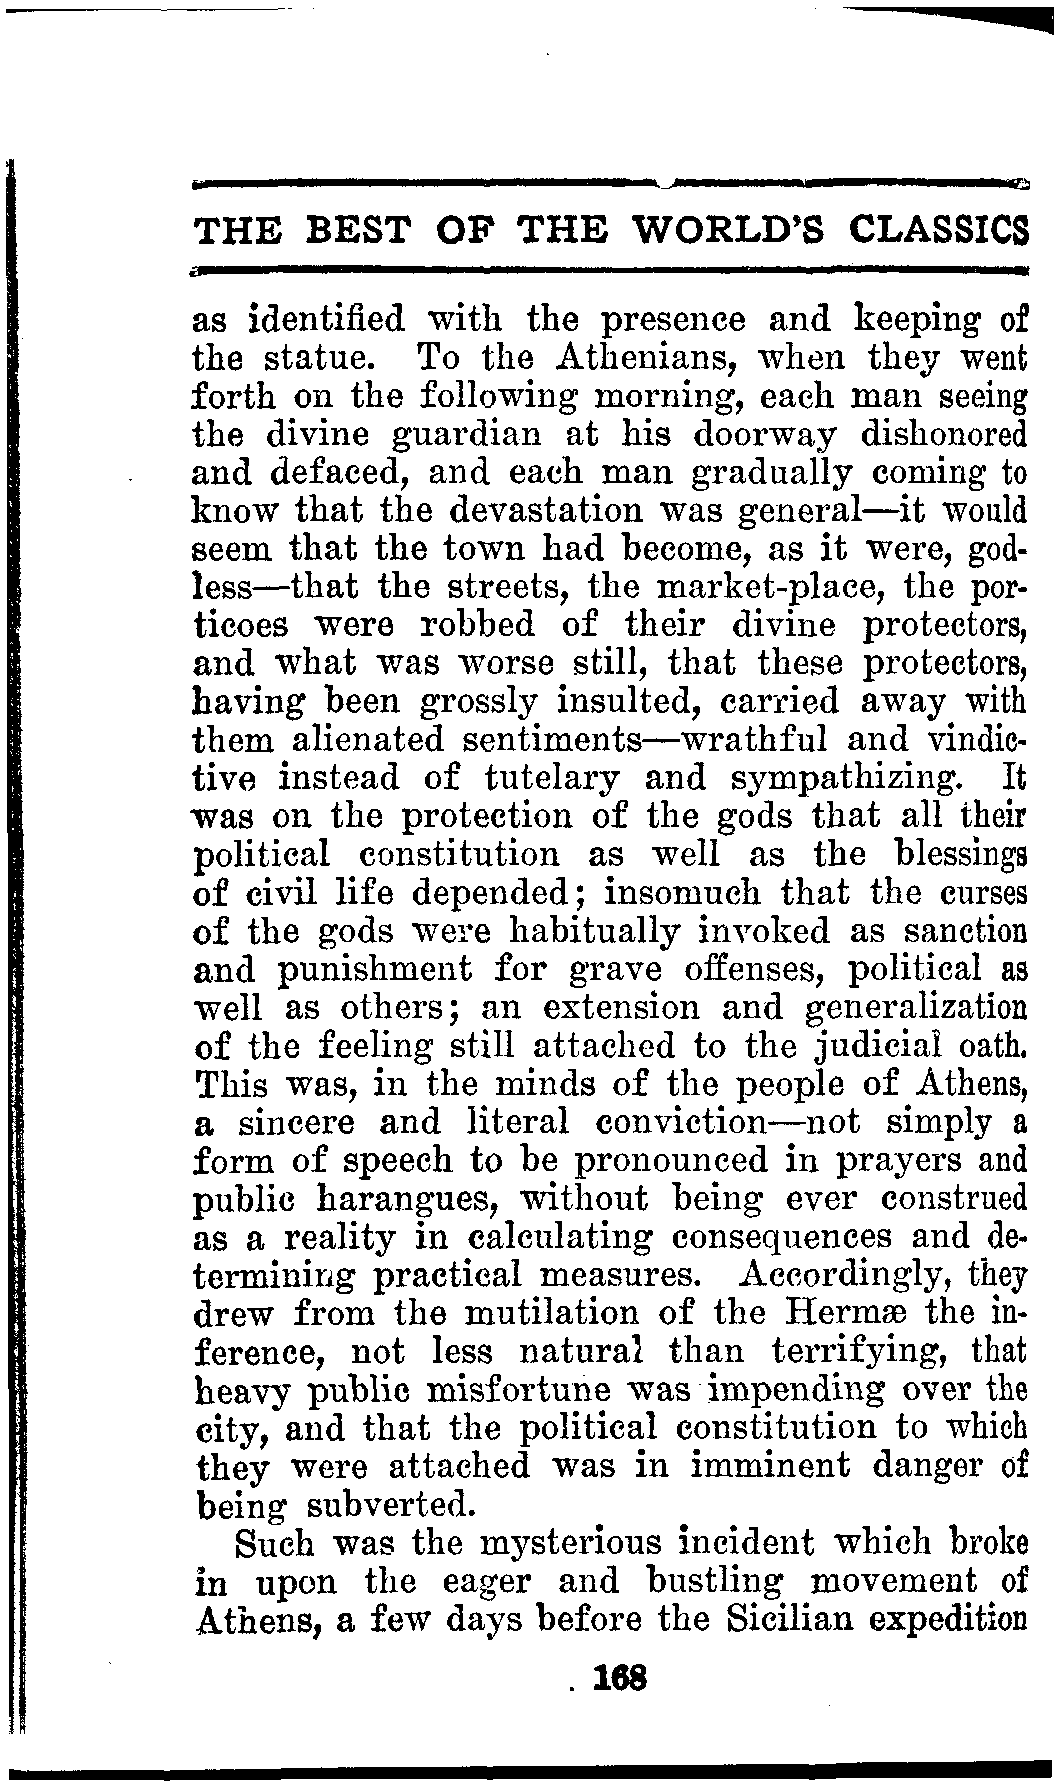 THE BEST OF THE WORLD'S CLASSICS
as identified with the presence and keeping of
the statue. To the Athenians, when they went
forth on the following morning, each man seeing
the divine guardian at his doorway dishonored
and defaced, and each man gradually coming to
know that the devastation was general—it would
seem that the town had become, as it were, god-
less—that the streets, the market-place, the por-
ticoes were robbed of their divine protectors,
and what was worse still, that these protectors,
having been grossly insulted, carried away with
them alienated sentiments—wrathful and vindic-
tive instead of tutelary and sympathizing. It
was on the protection of the gods that all their
political constitution as well as the blessings
of civil life depended; insomuch that the curses
of the gods were habitually invoked as sanction
and punishment for grave offenses, political as
well as others; an extension and generalization
of the feeling still attached to the judicial oath.
This was, in the minds of the people of Athens,
a sincere and literal conviction—not simply a
form of speech to be pronounced in prayers and
public harangues, without being ever construed
as a reality in calculating consequences and de-
termining practical measures. Accordingly, they
drew from the mutilation of the Hermæ the in-
ference, not less natural than terrifying, that
heavy public misfortune was impending over the
city, and that the political constitution to which
they were attached was in imminent danger of
being subverted.
Such was the mysterious incident which broke
in upon the eager and bustling movement of
Athens, a few days before the Sicilian expedition
168